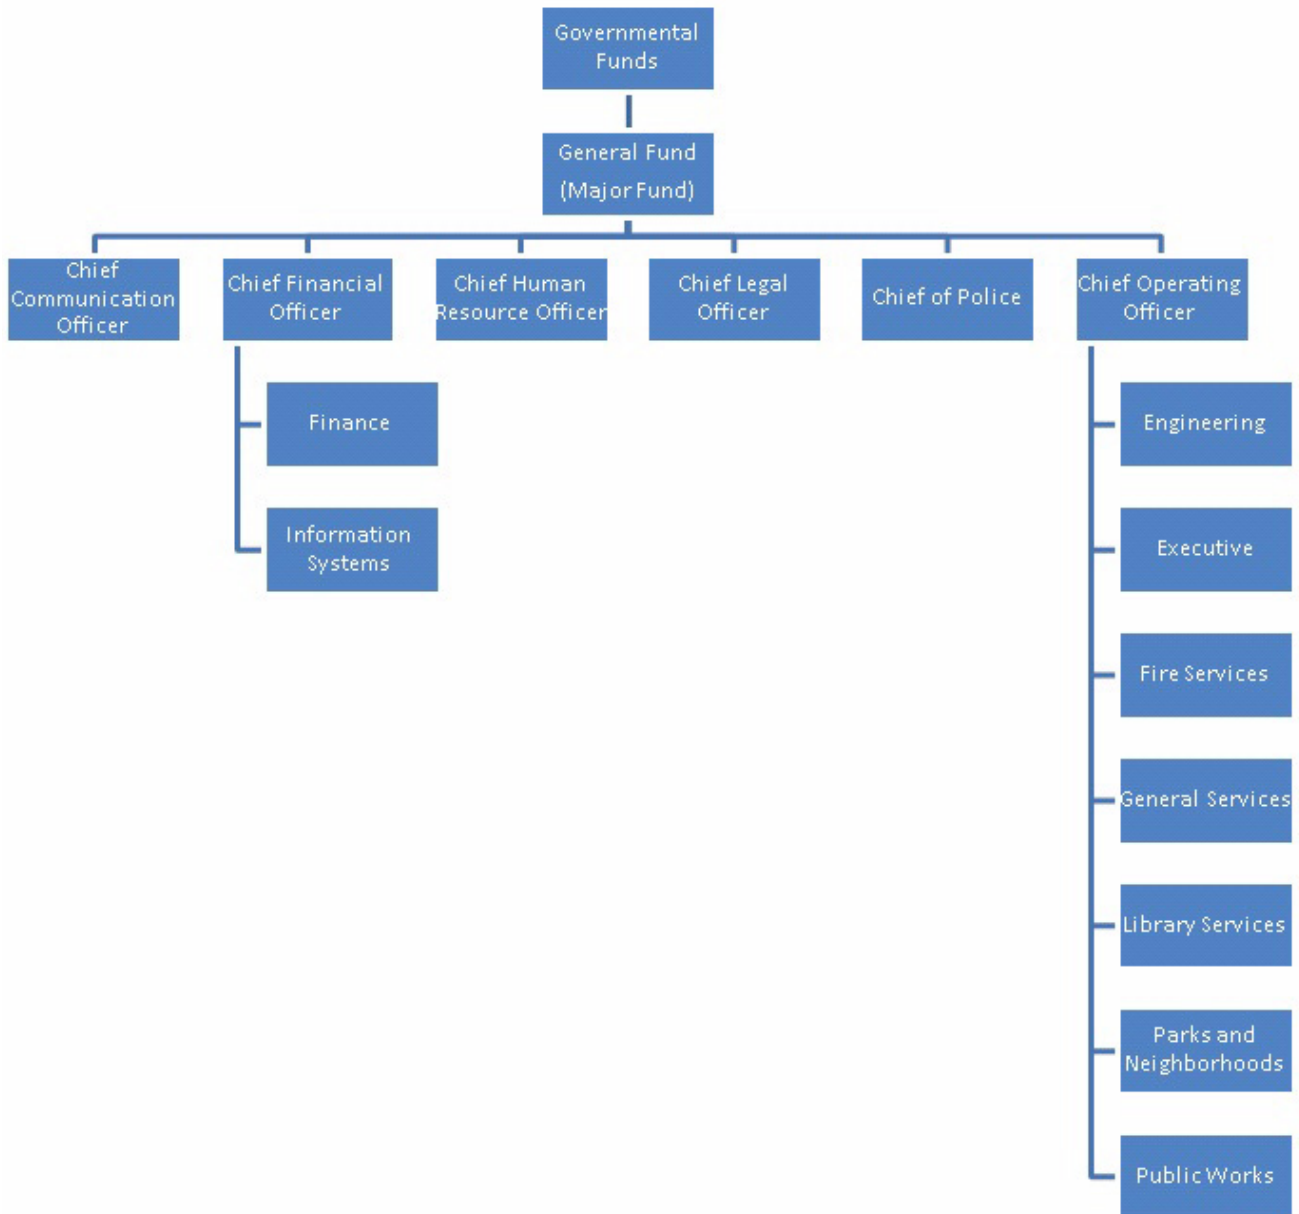 Governmental
Funds
General Fund
(Major Fund)
Chief
Communication
Officer
Chief Financial
Officer
Chief Human
Resource Officer
Chief Legal
Officer
Chief of Police
Chief Operating
Officer
Finance
Information
Systems
Engineering
Executive
Fire Services
General Services
Library Services
Parks and
Neighborhoods
Public Works